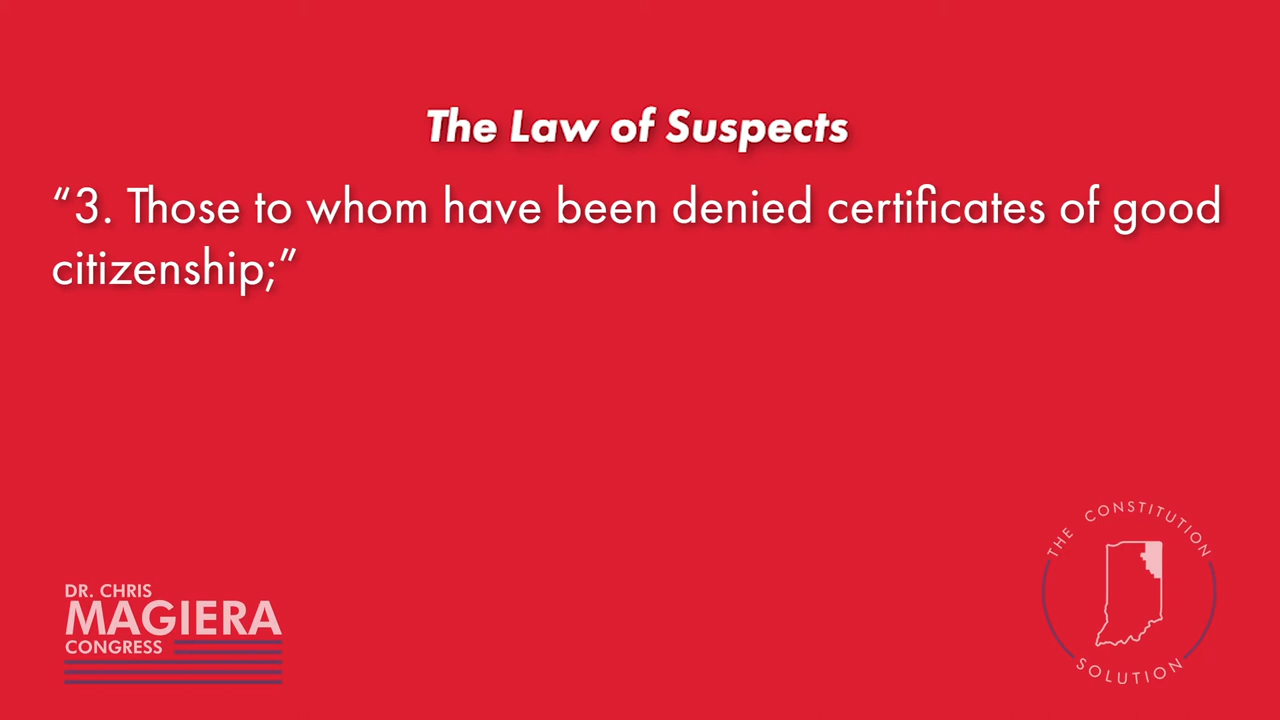 The Law of Suspects
“3. Those to whom have been denied certificates of good
citizenship;”
DR. CHRIS
MAGIERA
CONGRESS
THE CONSTITUTION
SOLUTION